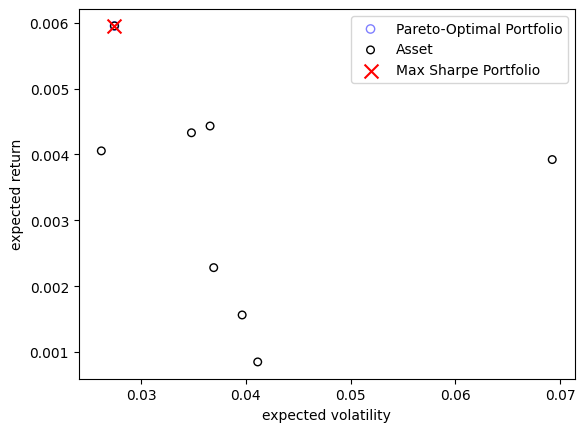 0.006
0.005
0.004
0.003
0.002
0.001
expected return
0.03
0.04
0.05
0.06
0.07
expected volatility
Pareto-Optimal Portfolio
Asset
Max Sharpe Portfolio